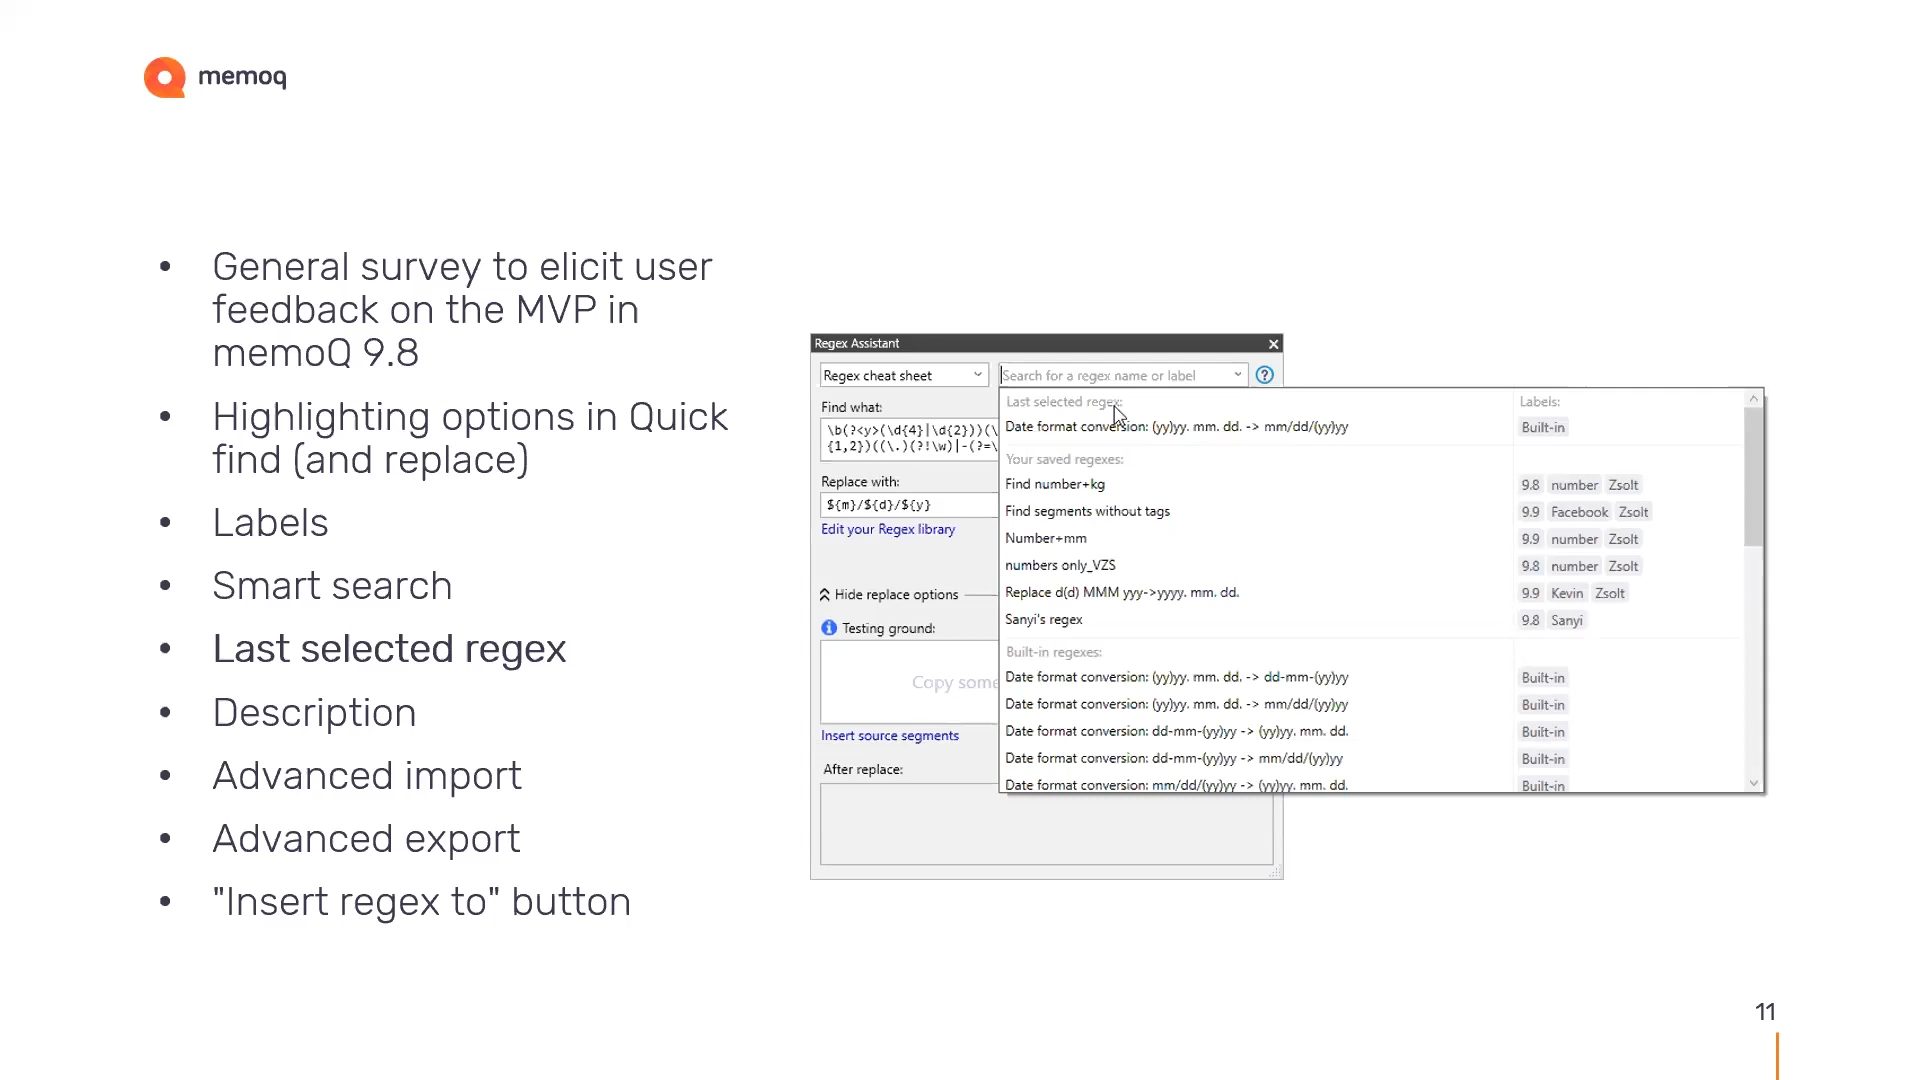 memoq
• General survey to elicit user
feedback on the MVP in
memoQ 9.8
• Highlighting options in Quick
find (and replace)
• Labels
• Smart search
• Last selected regex
• Description
• Advanced import
• Advanced export
• "Insert regex to" button
Regex Assistant
Regex cheat sheet
Search for a regex name or label
Find what:
\b(?<y>(\d{4}|\d{2}))(\
{1,2})((\.)(?!\w)|-(?=\
Replace with:
${m}/${d}/${y}
Edit your Regex library
Hide replace options
Testing ground:
Copy some
Insert source segments
After replace:
Last selected regex: Labels:
Date format conversion: (yy)yy. mm. dd. -> mm/dd/(yy)yy Built-in
Your saved regexes:
Find number+kg 9.8 number Zsolt
Find segments without tags 9.9 Facebook Zsolt
Number+mm 9.9 number Zsolt
numbers only_VZS 9.8 number Zsolt
Replace d(d) MMM yyy->yyyy. mm. dd. 9.9 Kevin Zsolt
Sanyi's regex 9.8 Sanyi
Built-in regexes:
Date format conversion: (yy)yy. mm. dd. -> dd-mm-(yy)yy Built-in
Date format conversion: (yy)yy. mm. dd. -> mm/dd/(yy)yy Built-in
Date format conversion: dd-mm-(yy)yy -> (yy)yy. mm. dd. Built-in
Date format conversion: dd-mm-(yy)yy -> mm/dd/(yy)yy Built-in
Date format conversion: mm/dd/(yy)yy -> (yy)yy. mm. dd. Built-in
11